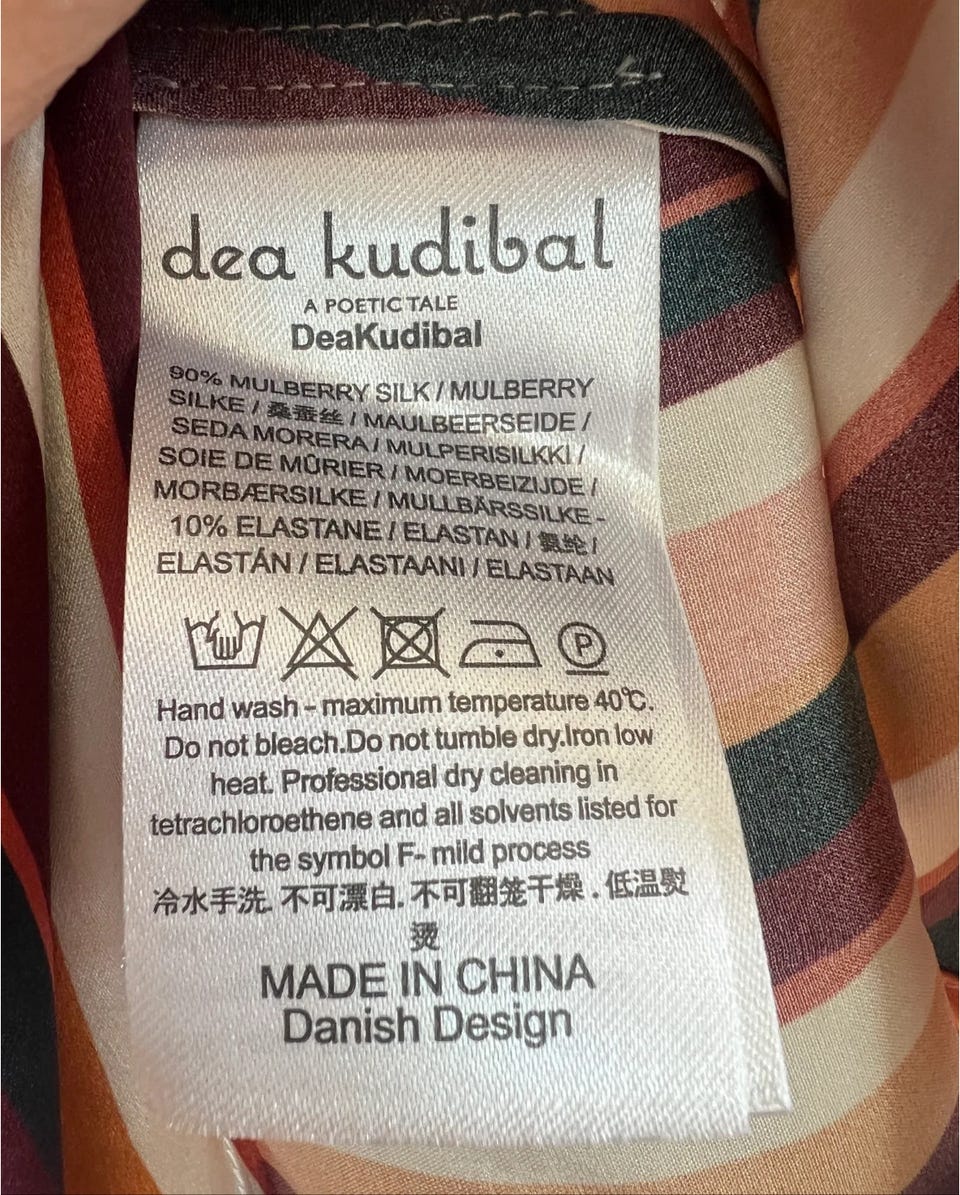 dea kudibal
A POETIC TALE
DeaKudibal
90% MULBERRY SILK / MULBERRY
SILKE / 桑蚕丝 / MAULBEERSEIDE /
SEDA MORERA / MULPERISILKKI /
SOIE DE MÛRIER / MOERBEIZIJDE /
MORBÆRSILKE / MULLBÄRSSILKE -
10% ELASTANE / ELASTAN / 氨纶 /
ELASTÁN / ELASTAANI / ELASTAAN
P
Hand wash - maximum temperature 40℃.
Do not bleach.Do not tumble dry.Iron low
heat. Professional dry cleaning in
tetrachloroethene and all solvents listed for
the symbol F- mild process
冷水手洗. 不可漂白. 不可翻笼干燥 . 低温熨
烫
MADE IN CHINA
Danish Design